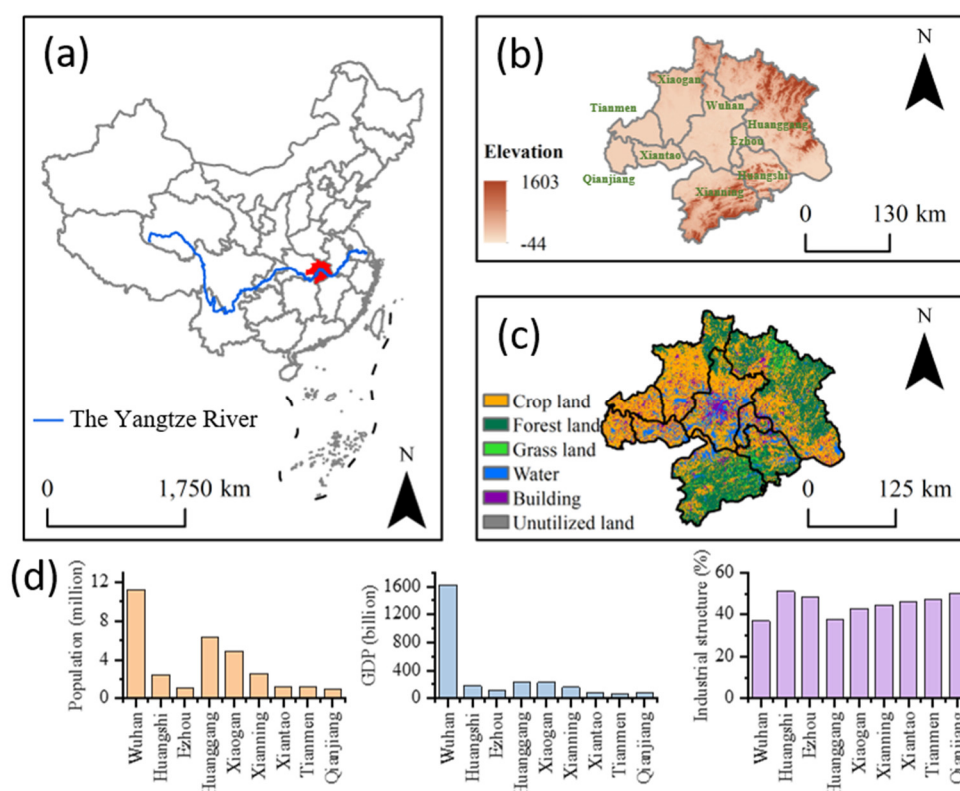 (a)
The Yangtze River
0
1,750 km
N
(b)
N
Xiaogan
Tianmen
Wuhan
Huanggang
Ezhou
Xiantao
Huangshi
Qianjiang
Xianning
Elevation
1603
-44
0
130 km
(c)
N
Crop land
Forest land
Grass land
Water
Building
Unutilized land
0
125 km
(d)
Population (million)
12
8
4
0
Wuhan
Huangshi
Ezhou
Huanggang
Xiaogan
Xianning
Xiantao
Tianmen
Qianjiang
GDP (billion)
1600
1200
800
400
0
Wuhan
Huangshi
Ezhou
Huanggang
Xiaogan
Xianning
Xiantao
Tianmen
Qianjiang
Industrial structure (%)
60
40
20
0
Wuhan
Huangshi
Ezhou
Huanggang
Xiaogan
Xianning
Xiantao
Tianmen
Qianjiang